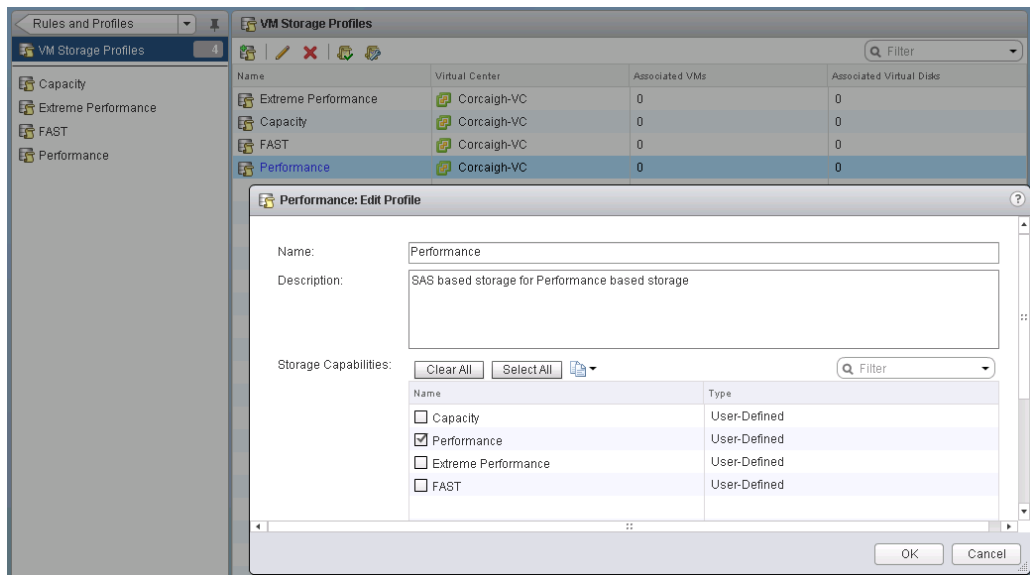 Rules and Profiles
VM Storage Profiles 4
Capacity
Extreme Performance
FAST
Performance
VM Storage Profiles
Filter
Name Virtual Center Associated VMs Associated Virtual Disks
Extreme Performance Corcaigh-VC 0 0
Capacity Corcaigh-VC 0 0
FAST Corcaigh-VC 0 0
Performance Corcaigh-VC 0 0
Performance: Edit Profile ?
Name: Performance
Description: SAS based storage for Performance based storage
Storage Capabilities: Clear All Select All Filter
Name Type
Capacity User-Defined
Performance User-Defined
Extreme Performance User-Defined
FAST User-Defined
OK Cancel